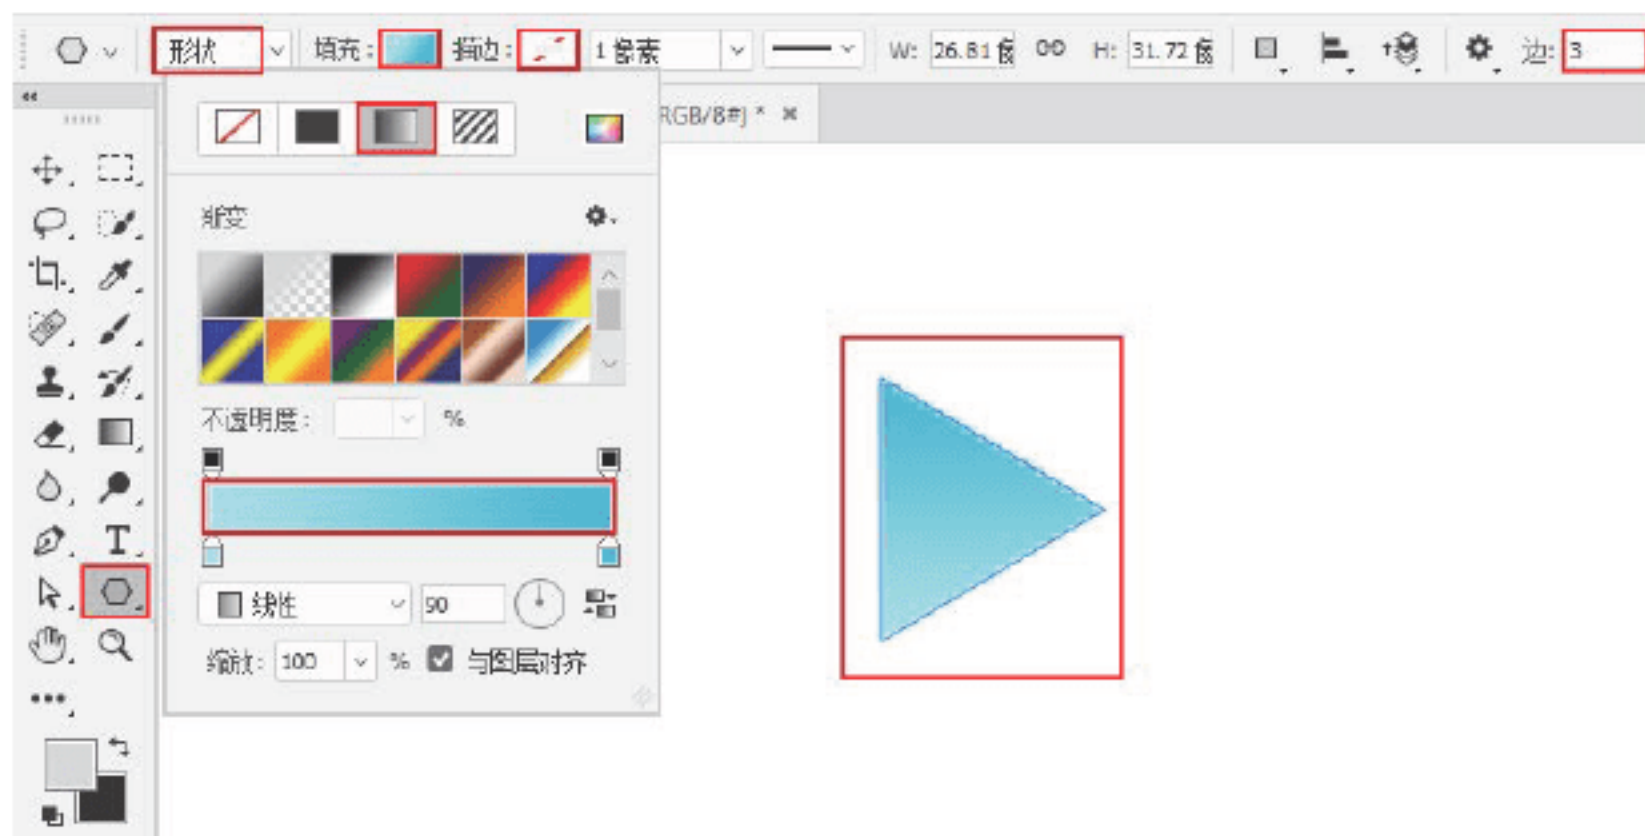 形状 填充: 描边: 1 像素 W: 26.81 像 H: 31.72 像 边: 3
RGB/8#) * ×
渐变
不透明度: %
线性 90
缩放: 100 % 与图层对齐
T